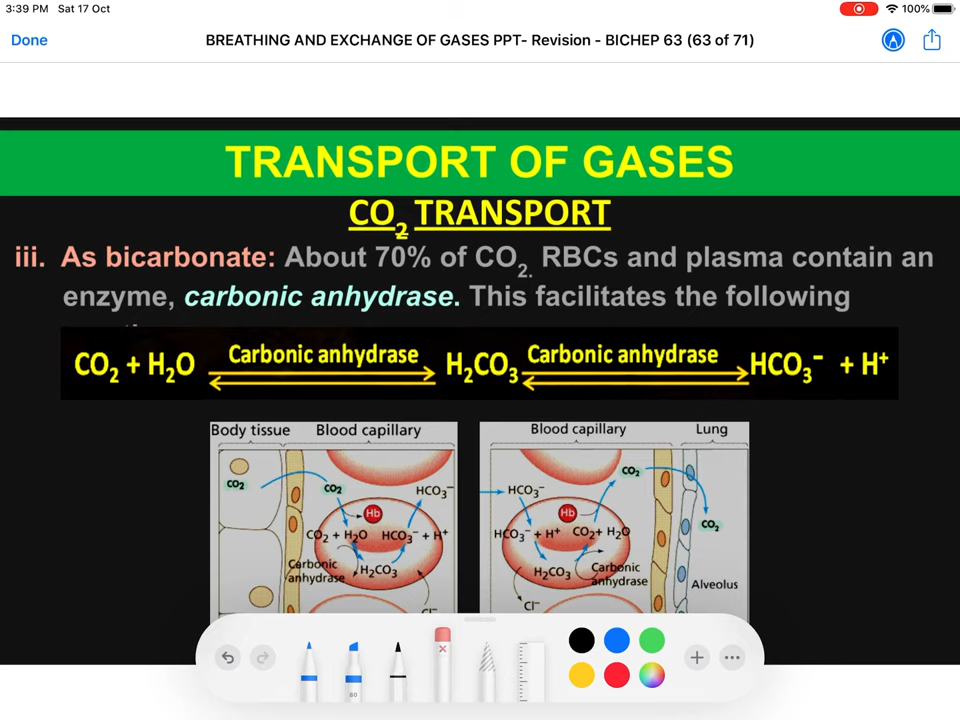 3:39 PM Sat 17 Oct
100%
Done
BREATHING AND EXCHANGE OF GASES PPT- Revision - BICHEP 63 (63 of 71)
TRANSPORT OF GASES
CO₂ TRANSPORT
iii. As bicarbonate: About 70% of CO₂. RBCs and plasma contain an
enzyme, carbonic anhydrase. This facilitates the following
CO₂ + H₂O Carbonic anhydrase H₂CO₃ Carbonic anhydrase HCO₃⁻ + H⁺
Body tissue Blood capillary
CO₂
CO₂
HCO₃⁻
Hb
CO₂ + H₂O HCO₃⁻ + H⁺
Carbonic
anhydrase
H₂CO₃
Cl⁻
Blood capillary Lung
CO₂
HCO₃⁻
Hb
CO₂
HCO₃⁻ + H⁺ CO₂ + H₂O
H₂CO₃
Carbonic
anhydrase
Alveolus
Cl⁻
80